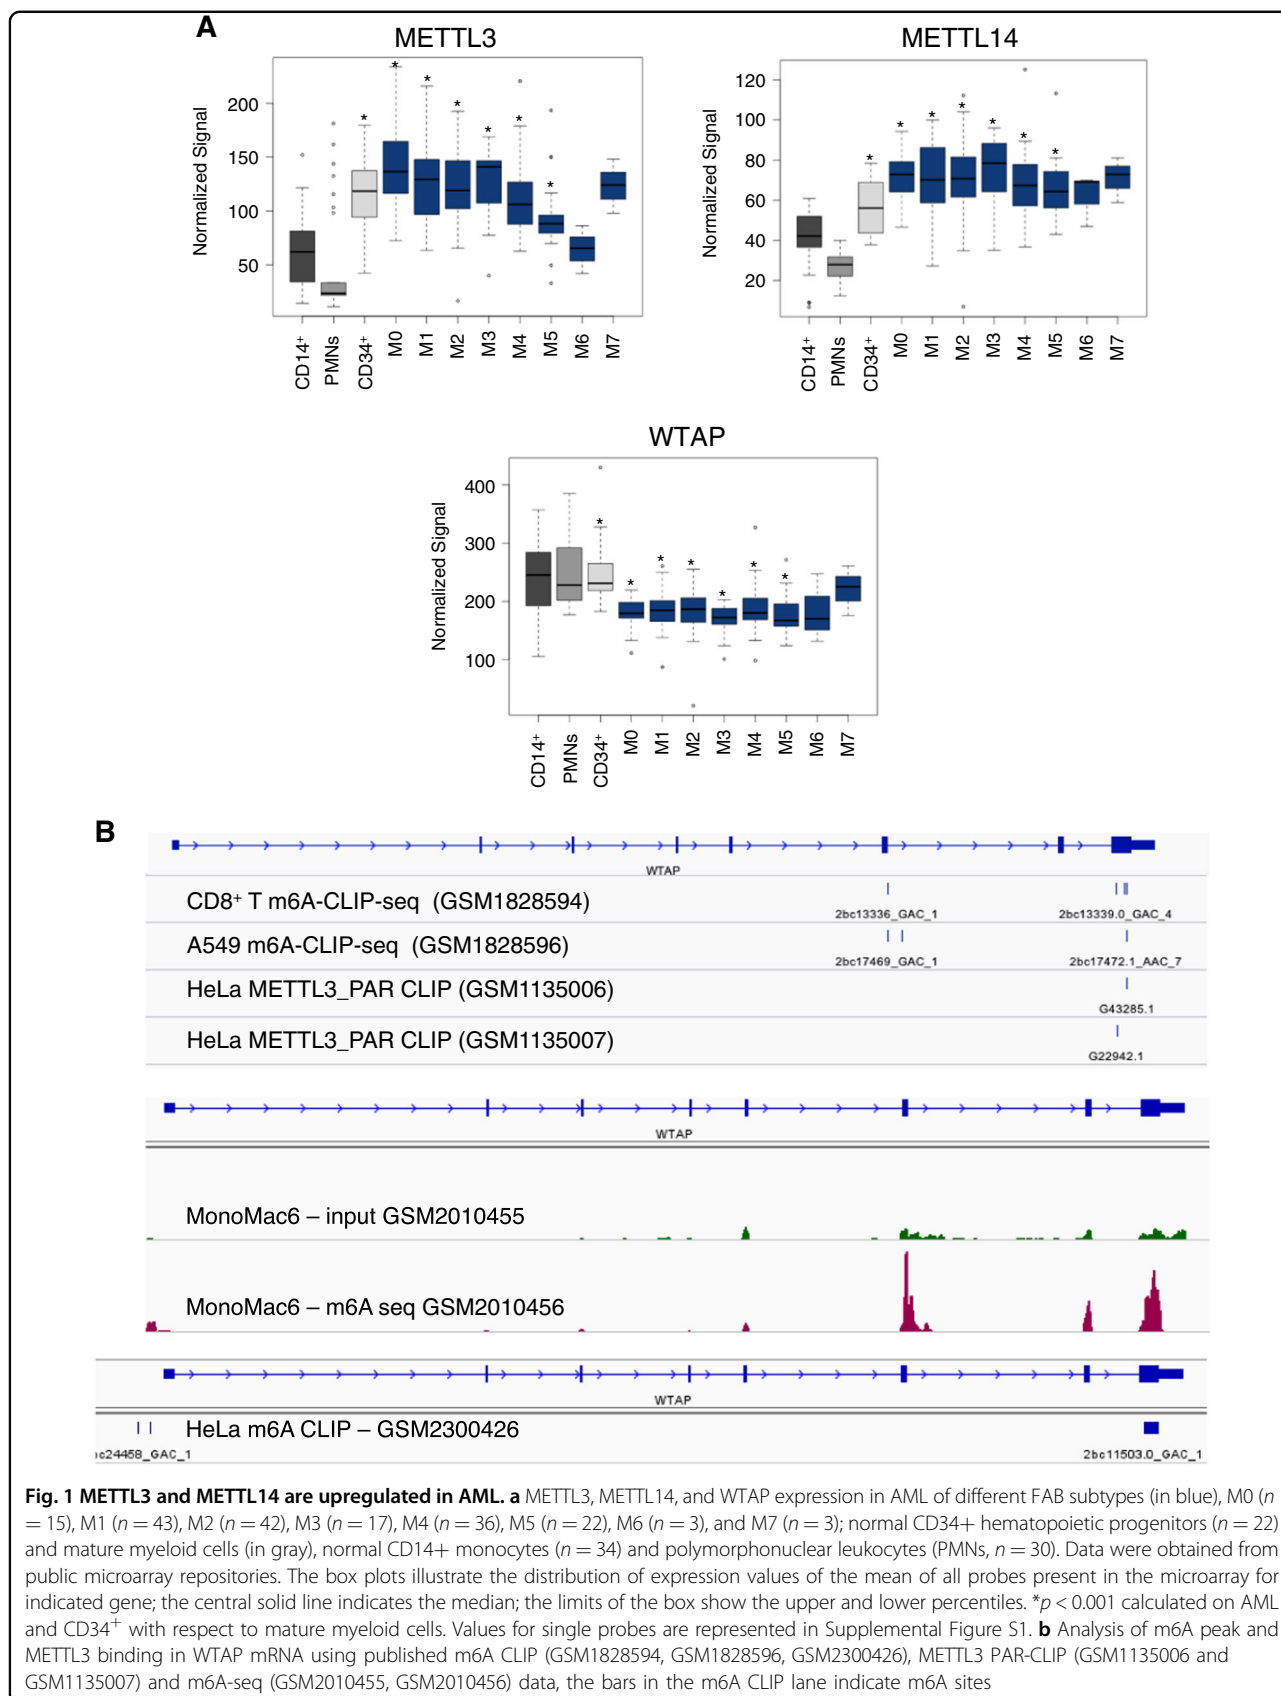 A
METTL3
Normalized Signal
200
150
100
50
* * * * * * *
CD14+ PMNs CD34+ M0 M1 M2 M3 M4 M5 M6 M7
METTL14
Normalized Signal
120
100
80
60
40
20
* * * * * * *
CD14+ PMNs CD34+ M0 M1 M2 M3 M4 M5 M6 M7
WTAP
Normalized Signal
400
300
200
100
* * * * * * *
CD14+ PMNs CD34+ M0 M1 M2 M3 M4 M5 M6 M7
B
WTAP
CD8+ T m6A-CLIP-seq (GSM1828594)
2bc13336_GAC_1 2bc13339.0_GAC_4
A549 m6A-CLIP-seq (GSM1828596)
2bc17469_GAC_1 2bc17472.1_AAC_7
HeLa METTL3_PAR CLIP (GSM1135006)
G43285.1
HeLa METTL3_PAR CLIP (GSM1135007)
G22942.1
WTAP
MonoMac6 – input GSM2010455
MonoMac6 – m6A seq GSM2010456
WTAP
HeLa m6A CLIP – GSM2300426
c24458_GAC_1 2bc11503.0_GAC_1
Fig. 1 METTL3 and METTL14 are upregulated in AML. a METTL3, METTL14, and WTAP expression in AML of different FAB subtypes (in blue), M0 (n
= 15), M1 (n = 43), M2 (n = 42), M3 (n = 17), M4 (n = 36), M5 (n = 22), M6 (n = 3), and M7 (n = 3); normal CD34+ hematopoietic progenitors (n = 22)
and mature myeloid cells (in gray), normal CD14+ monocytes (n = 34) and polymorphonuclear leukocytes (PMNs, n = 30). Data were obtained from
public microarray repositories. The box plots illustrate the distribution of expression values of the mean of all probes present in the microarray for
indicated gene; the central solid line indicates the median; the limits of the box show the upper and lower percentiles. *p < 0.001 calculated on AML
and CD34+ with respect to mature myeloid cells. Values for single probes are represented in Supplemental Figure S1. b Analysis of m6A peak and
METTL3 binding in WTAP mRNA using published m6A CLIP (GSM1828594, GSM1828596, GSM2300426), METTL3 PAR-CLIP (GSM1135006 and
GSM1135007) and m6A-seq (GSM2010455, GSM2010456) data, the bars in the m6A CLIP lane indicate m6A sites